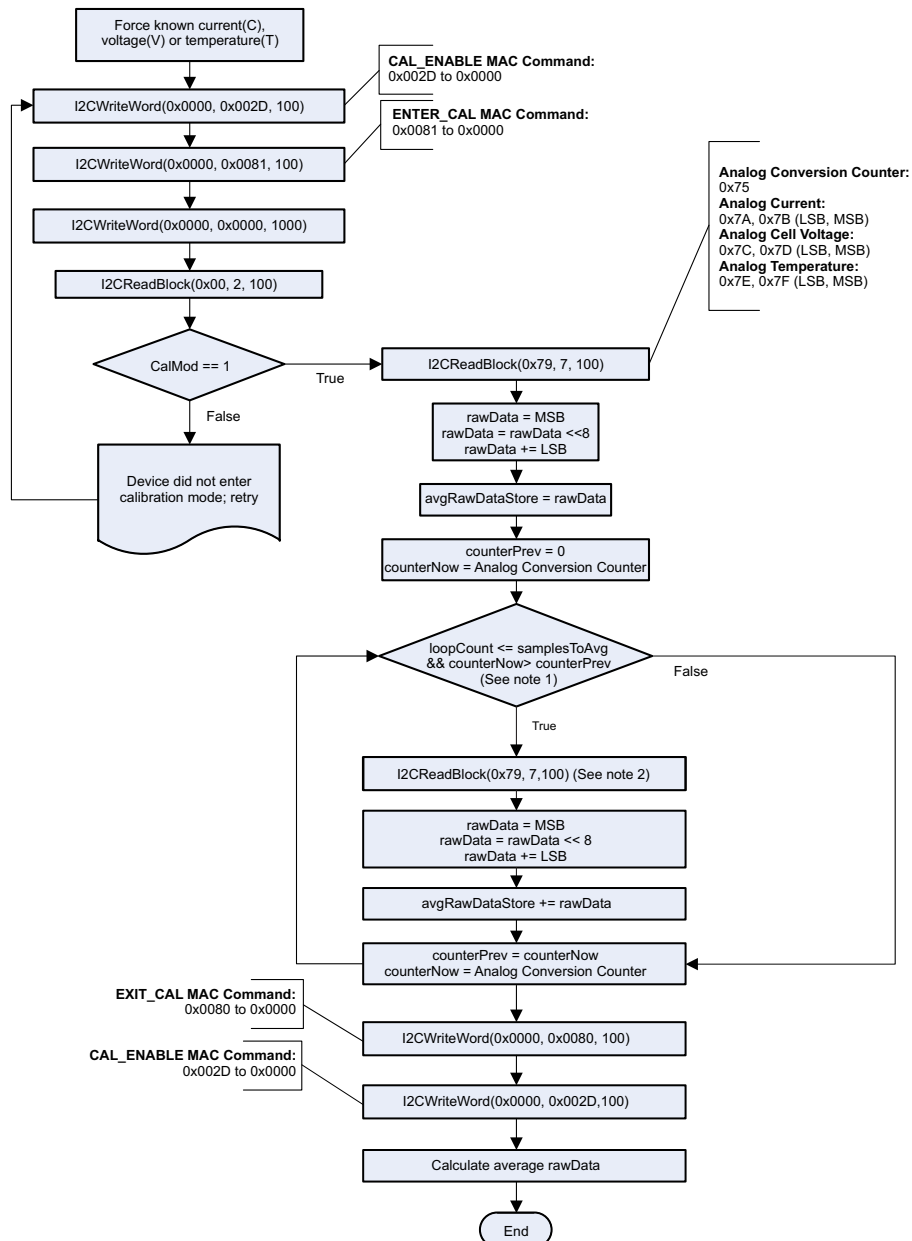 Force known current(C),
voltage(V) or temperature(T)
CAL_ENABLE MAC Command:
0x002D to 0x0000
I2CWriteWord(0x0000, 0x002D, 100)
ENTER_CAL MAC Command:
0x0081 to 0x0000
I2CWriteWord(0x0000, 0x0081, 100)
I2CWriteWord(0x0000, 0x0000, 1000)
I2CReadBlock(0x00, 2, 100)
Analog Conversion Counter:
0x75
Analog Current:
0x7A, 0x7B (LSB, MSB)
Analog Cell Voltage:
0x7C, 0x7D (LSB, MSB)
Analog Temperature:
0x7E, 0x7F (LSB, MSB)
CalMod == 1
True
False
Device did not enter
calibration mode; retry
I2CReadBlock(0x79, 7, 100)
rawData = MSB
rawData = rawData <<8
rawData += LSB
avgRawDataStore = rawData
counterPrev = 0
counterNow = Analog Conversion Counter
loopCount <= samplesToAvg
&& counterNow> counterPrev
(See note 1)
False
True
I2CReadBlock(0x79, 7,100) (See note 2)
rawData = MSB
rawData = rawData << 8
rawData += LSB
avgRawDataStore += rawData
counterPrev = counterNow
counterNow = Analog Conversion Counter
EXIT_CAL MAC Command:
0x0080 to 0x0000
I2CWriteWord(0x0000, 0x0080, 100)
CAL_ENABLE MAC Command:
0x002D to 0x0000
I2CWriteWord(0x0000, 0x002D,100)
Calculate average rawData
End